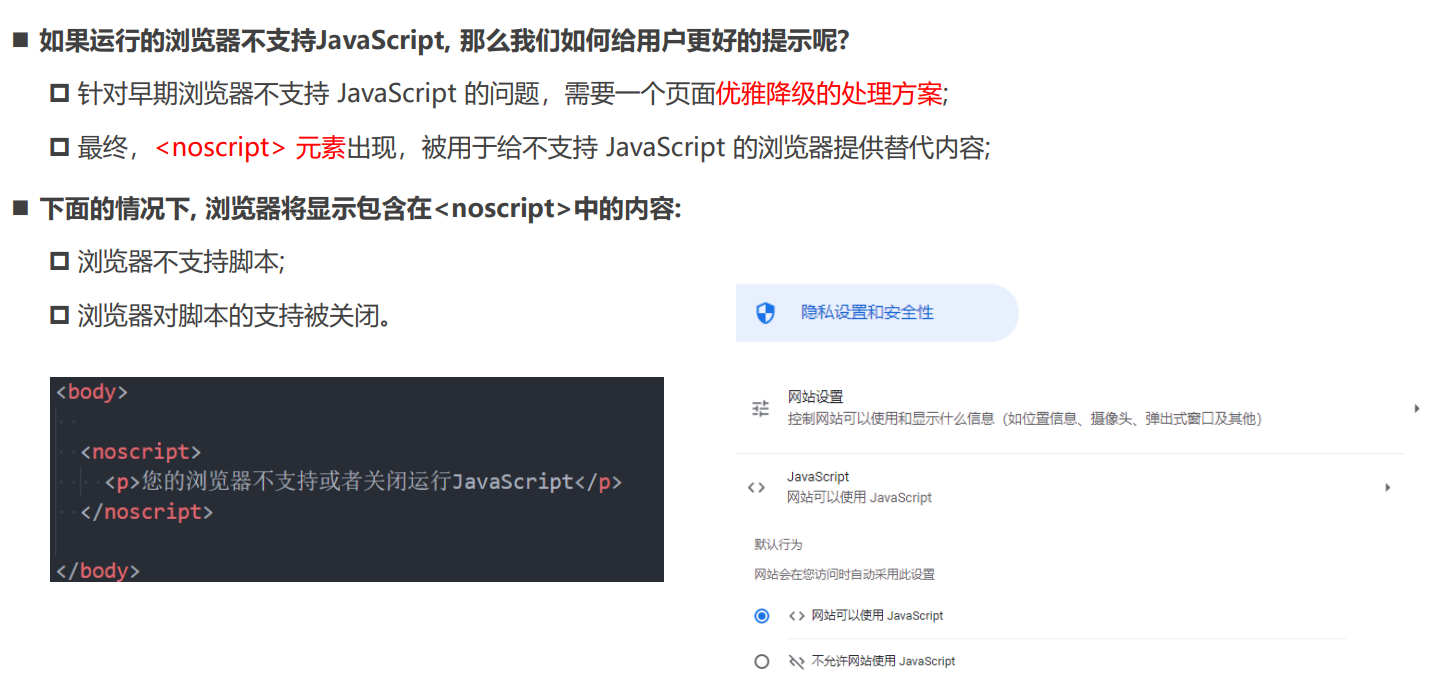 如果运行的浏览器不支持JavaScript, 那么我们如何给用户更好的提示呢?
针对早期浏览器不支持 JavaScript 的问题，需要一个页面优雅降级的处理方案;
最终，<noscript> 元素出现，被用于给不支持 JavaScript 的浏览器提供替代内容;
下面的情况下, 浏览器将显示包含在<noscript>中的内容:
浏览器不支持脚本;
浏览器对脚本的支持被关闭。
<body>
<noscript>
<p>您的浏览器不支持或者关闭运行JavaScript</p>
</noscript>
</body>
隐私设置和安全性
网站设置
控制网站可以使用和显示什么信息（如位置信息、摄像头、弹出式窗口及其他）
JavaScript
网站可以使用 JavaScript
默认行为
网站会在您访问时自动采用此设置
网站可以使用 JavaScript
不允许网站使用 JavaScript